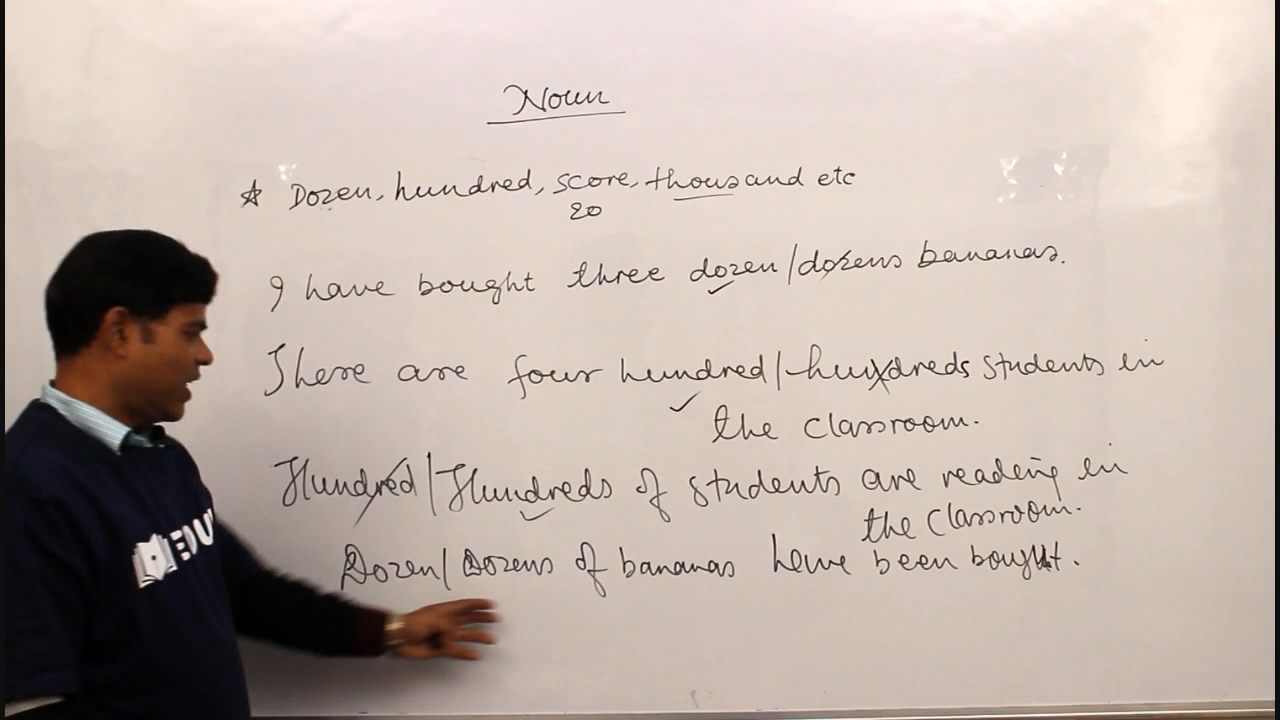 Noun
☆ Dozen, hundred, score, thousand etc
20
I have bought three dozen/dozens bananas.
There are four hundred/hundreds students in
the classroom.
Hundred/Hundreds of students are reading in
the classroom.
Dozen/Dozens of bananas have been bought.
EDU